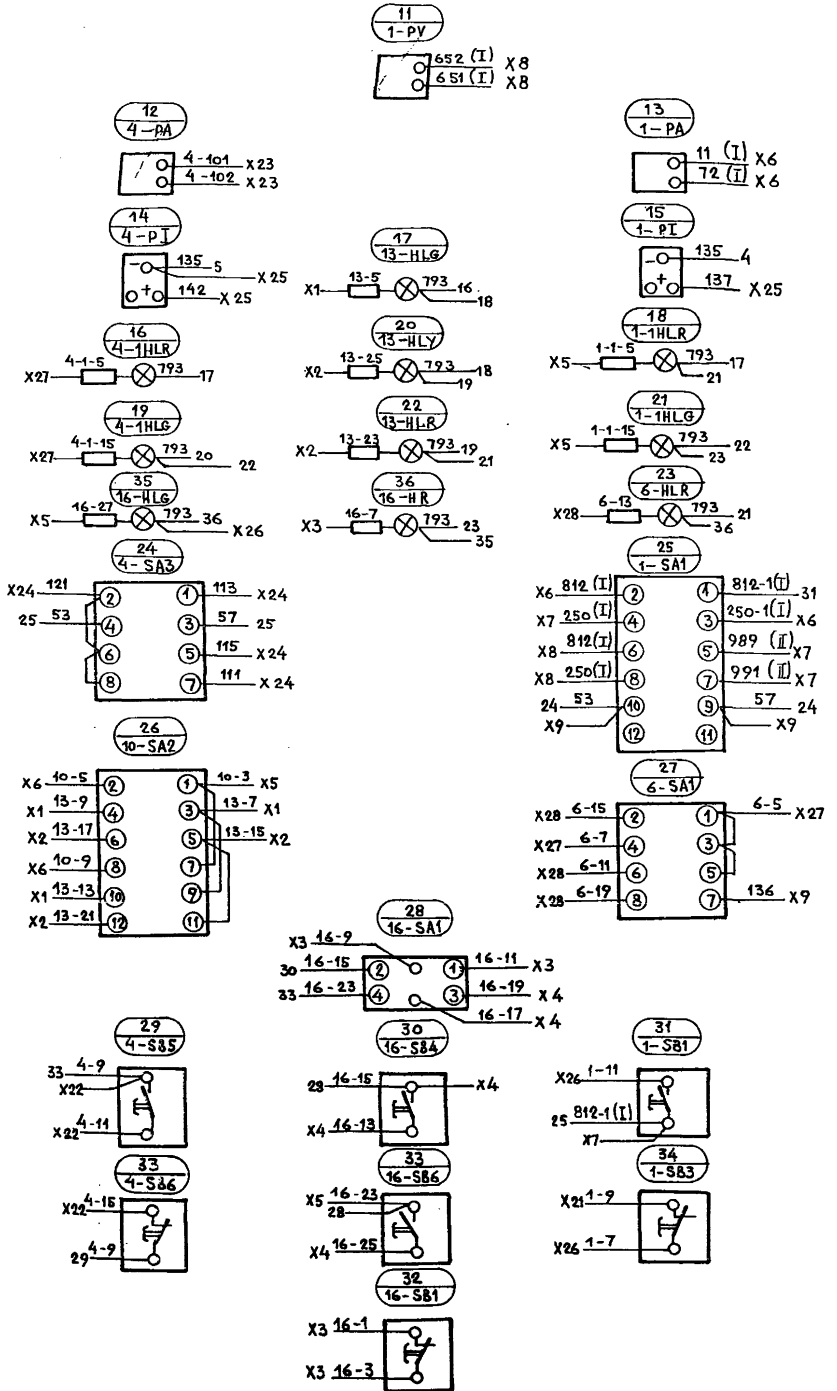 11
1-PV
652 (I) X8
651 (I) X8
12
4-PA
4-101 X23
4-102 X23
13
1-PA
11 (I) X6
72 (I) X6
14
4-PI
- 135 5
X25
+ 142 X25
15
1-PI
- 135 4
+ 137 X25
17
13-HLG
X1 13-5 793 16
18
16
4-1HLR
X27 4-1-5 793 17
20
13-HLY
X2 13-25 793 18
19
18
1-1HLR
X5 1-1-5 793 17
21
19
4-1HLG
X27 4-1-15 793 20
22
22
13-HLR
X2 13-23 793 19
21
21
1-1HLG
X5 1-1-15 793 22
23
35
16-HLG
X5 16-27 793 36
X26
36
16-HR
X3 16-7 793 23
35
23
6-HLR
X28 6-13 793 21
36
24
4-SA3
X24 121 2 1 113 X24
25 53 4 3 57 25
6 5 115 X24
8 7 111 X24
25
1-SA1
X6 812 (I) 2 1 812-1(I) 31
X7 250(I) 4 3 250-1(I) X6
X8 812(I) 6 5 989 (II) X7
X8 250(I) 8 7 991 (II) X7
24 53 10 9 57 24
X9 X9
12 11
26
10-SA2
X6 10-5 2 1 10-3 X5
X1 13-9 4 3 13-7 X1
X2 13-17 6 5 13-15 X2
X6 10-9 8 7
X1 13-13 10 9
X2 13-21 12 11
27
6-SA1
X28 6-15 2 1 6-5 X27
X27 6-7 4 3
X28 6-11 6 5
X28 6-19 8 7 136 X9
28
16-SA1
X3 16-9
30 16-15 2 1 16-11 X3
33 16-23 4 3 16-19 X4
16-17 X4
29
4-SB5
33 4-9
X22
X22 4-11
30
16-SB4
28 16-15 X4
X4 16-13
31
1-SB1
X26 1-11
25 812-1(I)
X7
33
4-SB6
X22 4-15
29 4-9
33
16-SB6
X5 16-23
28
X4 16-25
34
1-SB3
X21 1-9
X26 1-7
32
16-SB1
X3 16-1
X3 16-3